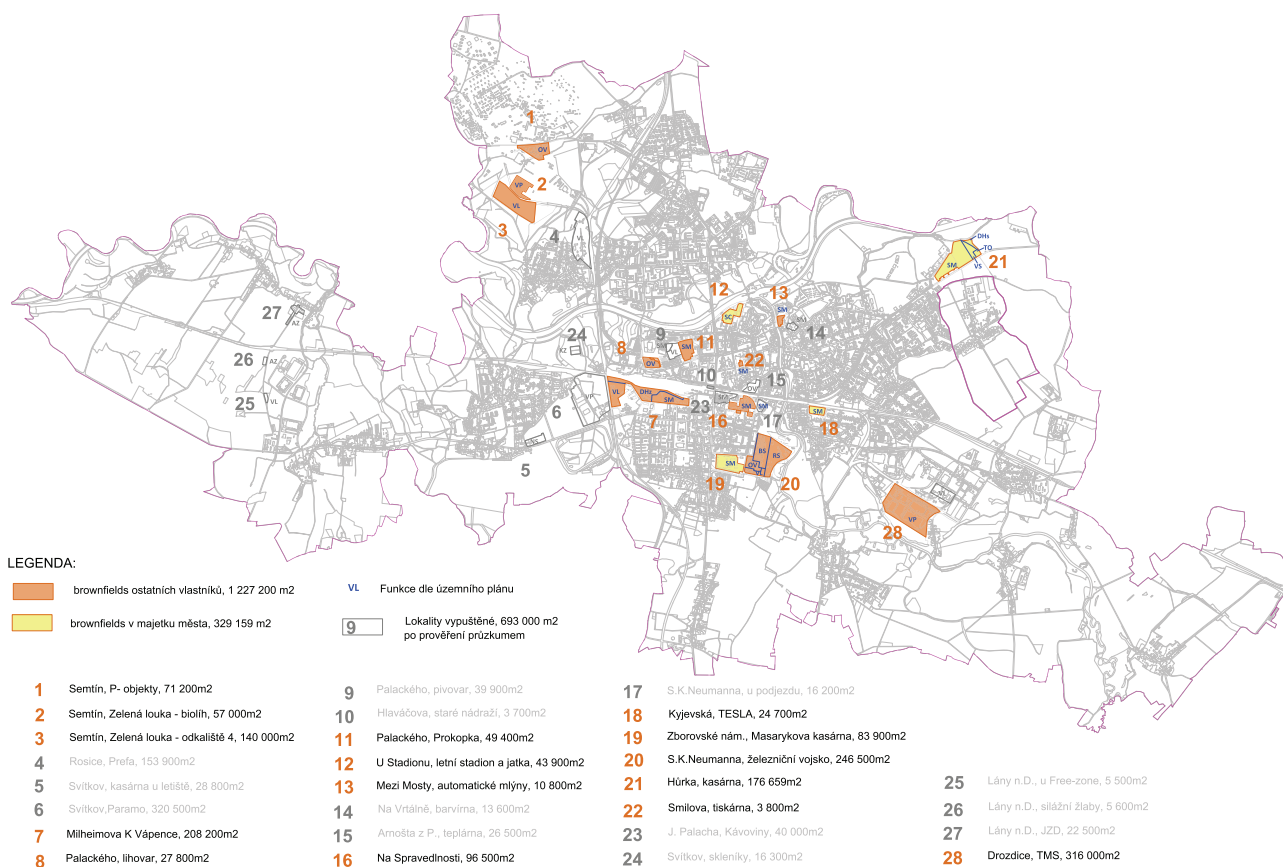 1
OV
VP
2
VL
3
4
VL
DHs
TO
SM
VS
21
12
13
SM
SC
SM
14
27
AZ
24
KZ
9
SM
VL
SM
11
8
OV
22
SM
26
AZ
10
15
OV
25
VL
6
VP
VL
DHz
SM
7
SM
23
SM
16
SM
17
SM
18
5
SM
OV
VL
BS
RS
19
20
VP
VL
28
LEGENDA:
brownfields ostatních vlastníků, 1 227 200 m2
VL Funkce dle územního plánu
brownfields v majetku města, 329 159 m2
9 Lokality vypuštěné, 693 000 m2
po prověření průzkumem
1 Semtín, P- objekty, 71 200m2
2 Semtín, Zelená louka - biolíh, 57 000m2
3 Semtín, Zelená louka - odkaliště 4, 140 000m2
4 Rosice, Prefa, 153 900m2
5 Svítkov, kasárna u letiště, 28 800m2
6 Svítkov,Paramo, 320 500m2
7 Milheimova K Vápence, 208 200m2
8 Palackého, lihovar, 27 800m2
9 Palackého, pivovar, 39 900m2
10 Hlaváčova, staré nádraží, 3 700m2
11 Palackého, Prokopka, 49 400m2
12 U Stadionu, letní stadion a jatka, 43 900m2
13 Mezi Mosty, automatické mlýny, 10 800m2
14 Na Vrtálně, barvírna, 13 600m2
15 Arnošta z P., teplárna, 26 500m2
16 Na Spravedlnosti, 96 500m2
17 S.K.Neumanna, u podjezdu, 16 200m2
18 Kyjevská, TESLA, 24 700m2
19 Zborovské nám., Masarykova kasárna, 83 900m2
20 S.K.Neumanna, železniční vojsko, 246 500m2
21 Hůrka, kasárna, 176 659m2
22 Smilova, tiskárna, 3 800m2
23 J. Palacha, Kávoviny, 40 000m2
24 Svítkov, skleníky, 16 300m2
25 Lány n.D., u Free-zone, 5 500m2
26 Lány n.D., silážní žlaby, 5 600m2
27 Lány n.D., JZD, 22 500m2
28 Drozdice, TMS, 316 000m2